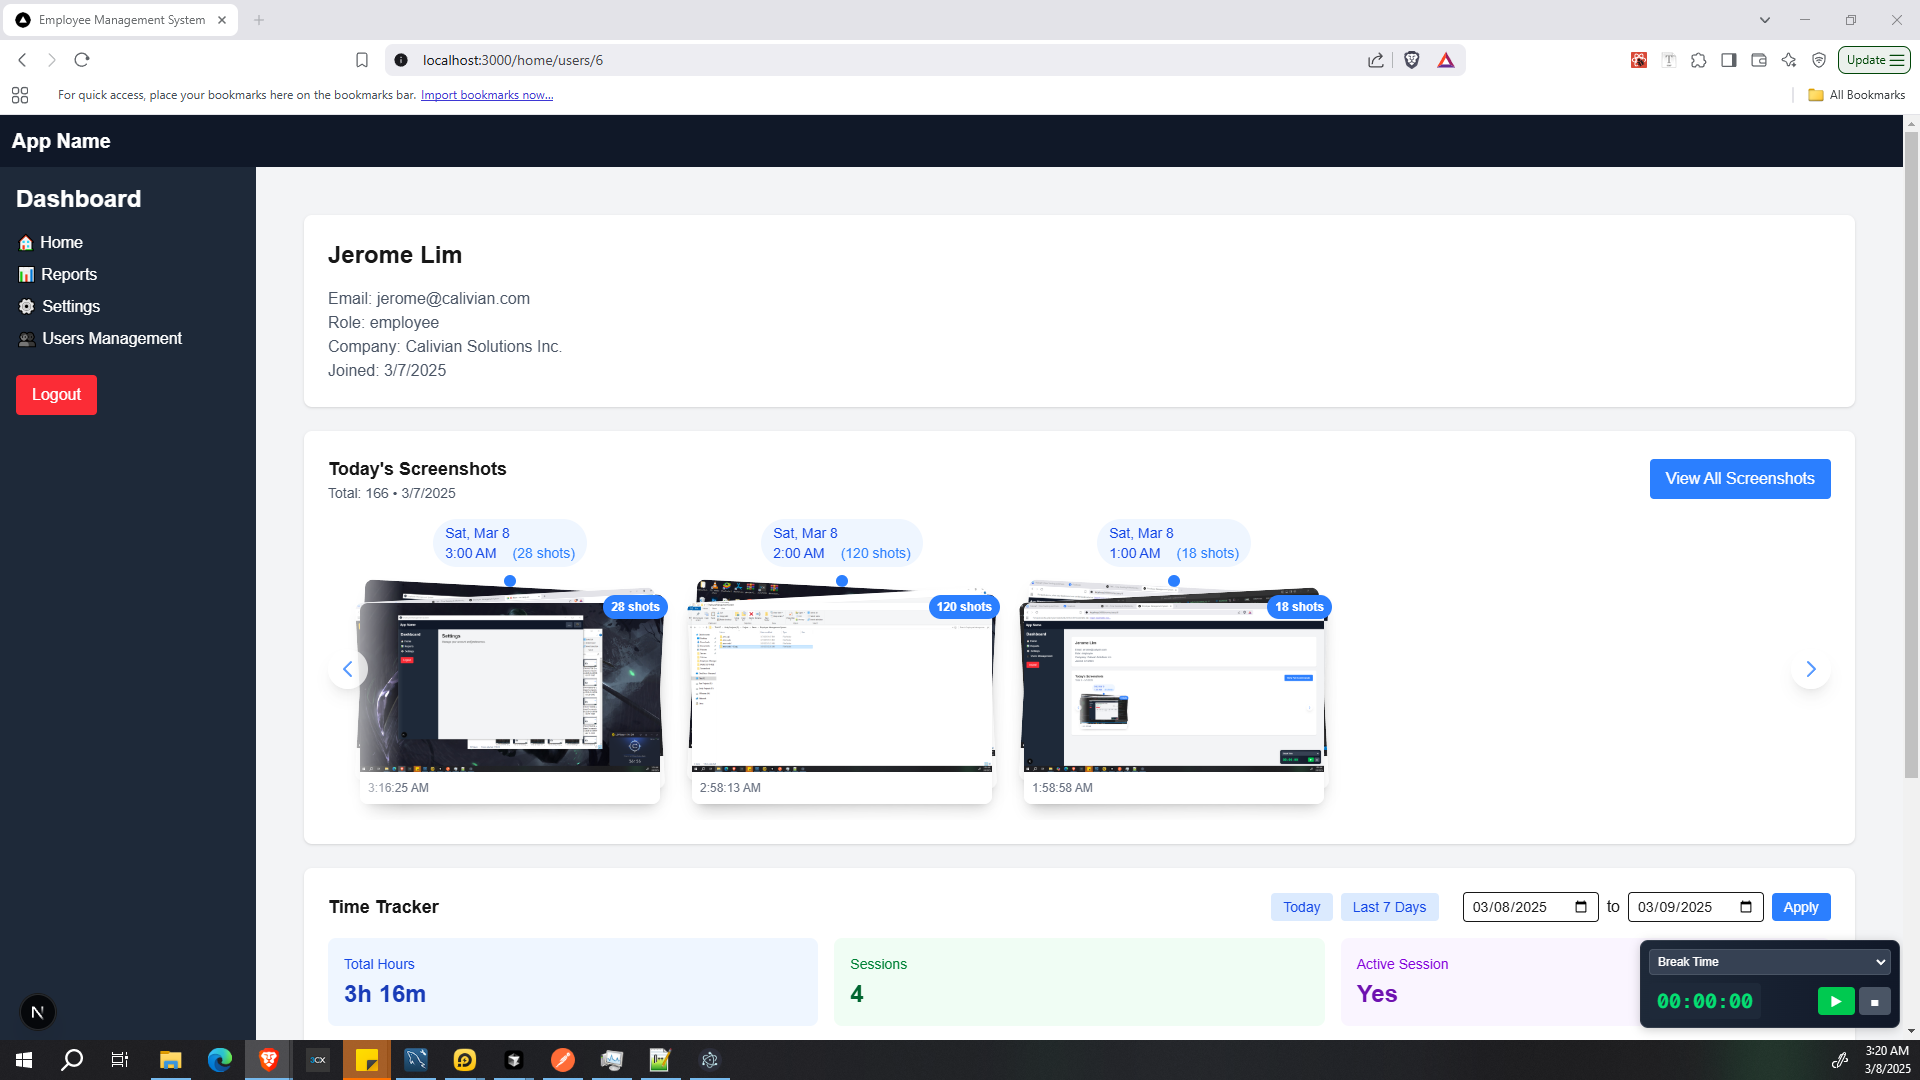 Employee Management System
localhost:3000/home/users/6
Update
For quick access, place your bookmarks here on the bookmarks bar. Import bookmarks now...
All Bookmarks
App Name
Dashboard
Home
Reports
Settings
Users Management
Logout
Jerome Lim
Email: jerome@calivian.com
Role: employee
Company: Calivian Solutions Inc.
Joined: 3/7/2025
Today's Screenshots
Total: 166 • 3/7/2025
View All Screenshots
Sat, Mar 8
3:00 AM (28 shots)
Sat, Mar 8
2:00 AM (120 shots)
Sat, Mar 8
1:00 AM (18 shots)
28 shots
120 shots
18 shots
App Name
Dashboard
Settings
Jerome Lim
3:16:25 AM
2:58:13 AM
1:58:58 AM
Time Tracker
Today
Last 7 Days
03/08/2025
to
03/09/2025
Apply
Total Hours
3h 16m
Sessions
4
Active Session
Yes
Break Time
00:00:00
N
3CX
3:20 AM
3/8/2025